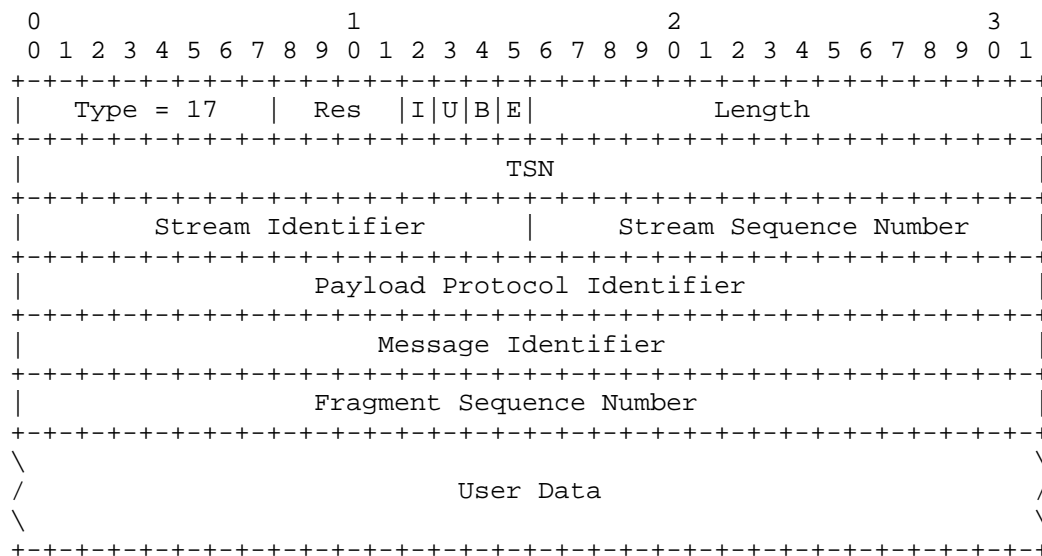 0                   1                   2                   3
 0 1 2 3 4 5 6 7 8 9 0 1 2 3 4 5 6 7 8 9 0 1 2 3 4 5 6 7 8 9 0 1
+-+-+-+-+-+-+-+-+-+-+-+-+-+-+-+-+-+-+-+-+-+-+-+-+-+-+-+-+-+-+-+-+
|   Type = 17   |  Res  |I|U|B|E|           Length              |
+-+-+-+-+-+-+-+-+-+-+-+-+-+-+-+-+-+-+-+-+-+-+-+-+-+-+-+-+-+-+-+-+
|                              TSN                              |
+-+-+-+-+-+-+-+-+-+-+-+-+-+-+-+-+-+-+-+-+-+-+-+-+-+-+-+-+-+-+-+-+
|        Stream Identifier      |     Stream Sequence Number    |
+-+-+-+-+-+-+-+-+-+-+-+-+-+-+-+-+-+-+-+-+-+-+-+-+-+-+-+-+-+-+-+-+
|                  Payload Protocol Identifier                  |
+-+-+-+-+-+-+-+-+-+-+-+-+-+-+-+-+-+-+-+-+-+-+-+-+-+-+-+-+-+-+-+-+
|                      Message Identifier                       |
+-+-+-+-+-+-+-+-+-+-+-+-+-+-+-+-+-+-+-+-+-+-+-+-+-+-+-+-+-+-+-+-+
|                  Fragment Sequence Number                     |
+-+-+-+-+-+-+-+-+-+-+-+-+-+-+-+-+-+-+-+-+-+-+-+-+-+-+-+-+-+-+-+-+
\                                                               \
/                           User Data                           /
\                                                               \
+-+-+-+-+-+-+-+-+-+-+-+-+-+-+-+-+-+-+-+-+-+-+-+-+-+-+-+-+-+-+-+-+